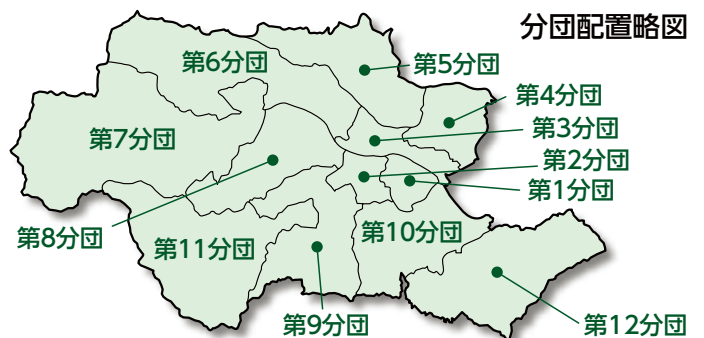 分団配置略図
第6分団
第5分団
第4分団
第7分団
第3分団
第2分団
第1分団
第8分団
第11分団
第10分団
第9分団
第12分団